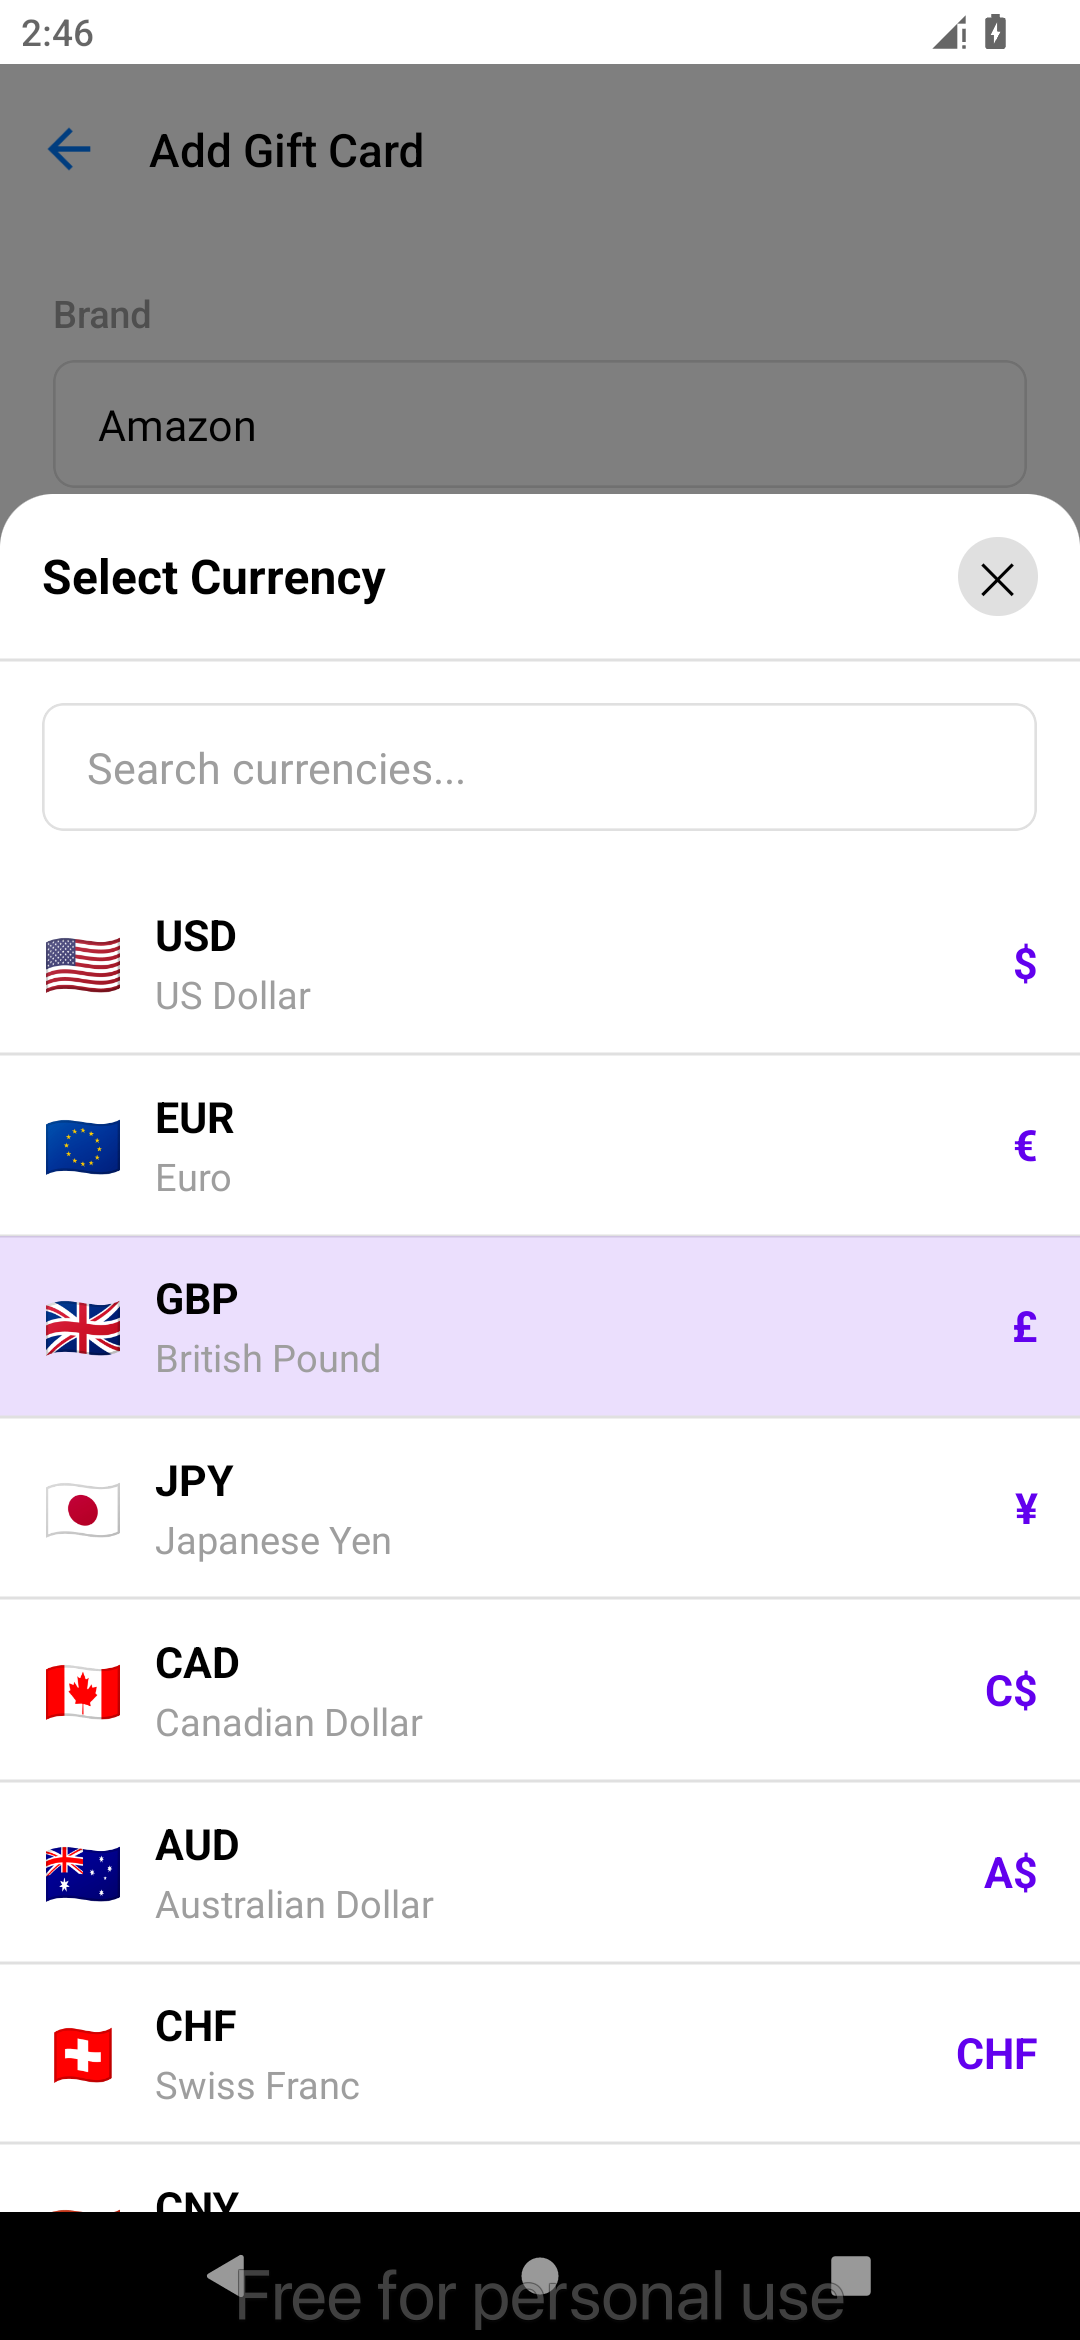 2:46
Add Gift Card
Brand
Amazon
Select Currency
Search currencies...
USD
US Dollar
$
EUR
Euro
€
GBP
British Pound
£
JPY
Japanese Yen
¥
CAD
Canadian Dollar
C$
AUD
Australian Dollar
A$
CHF
Swiss Franc
CHF
CNY
Free for personal use